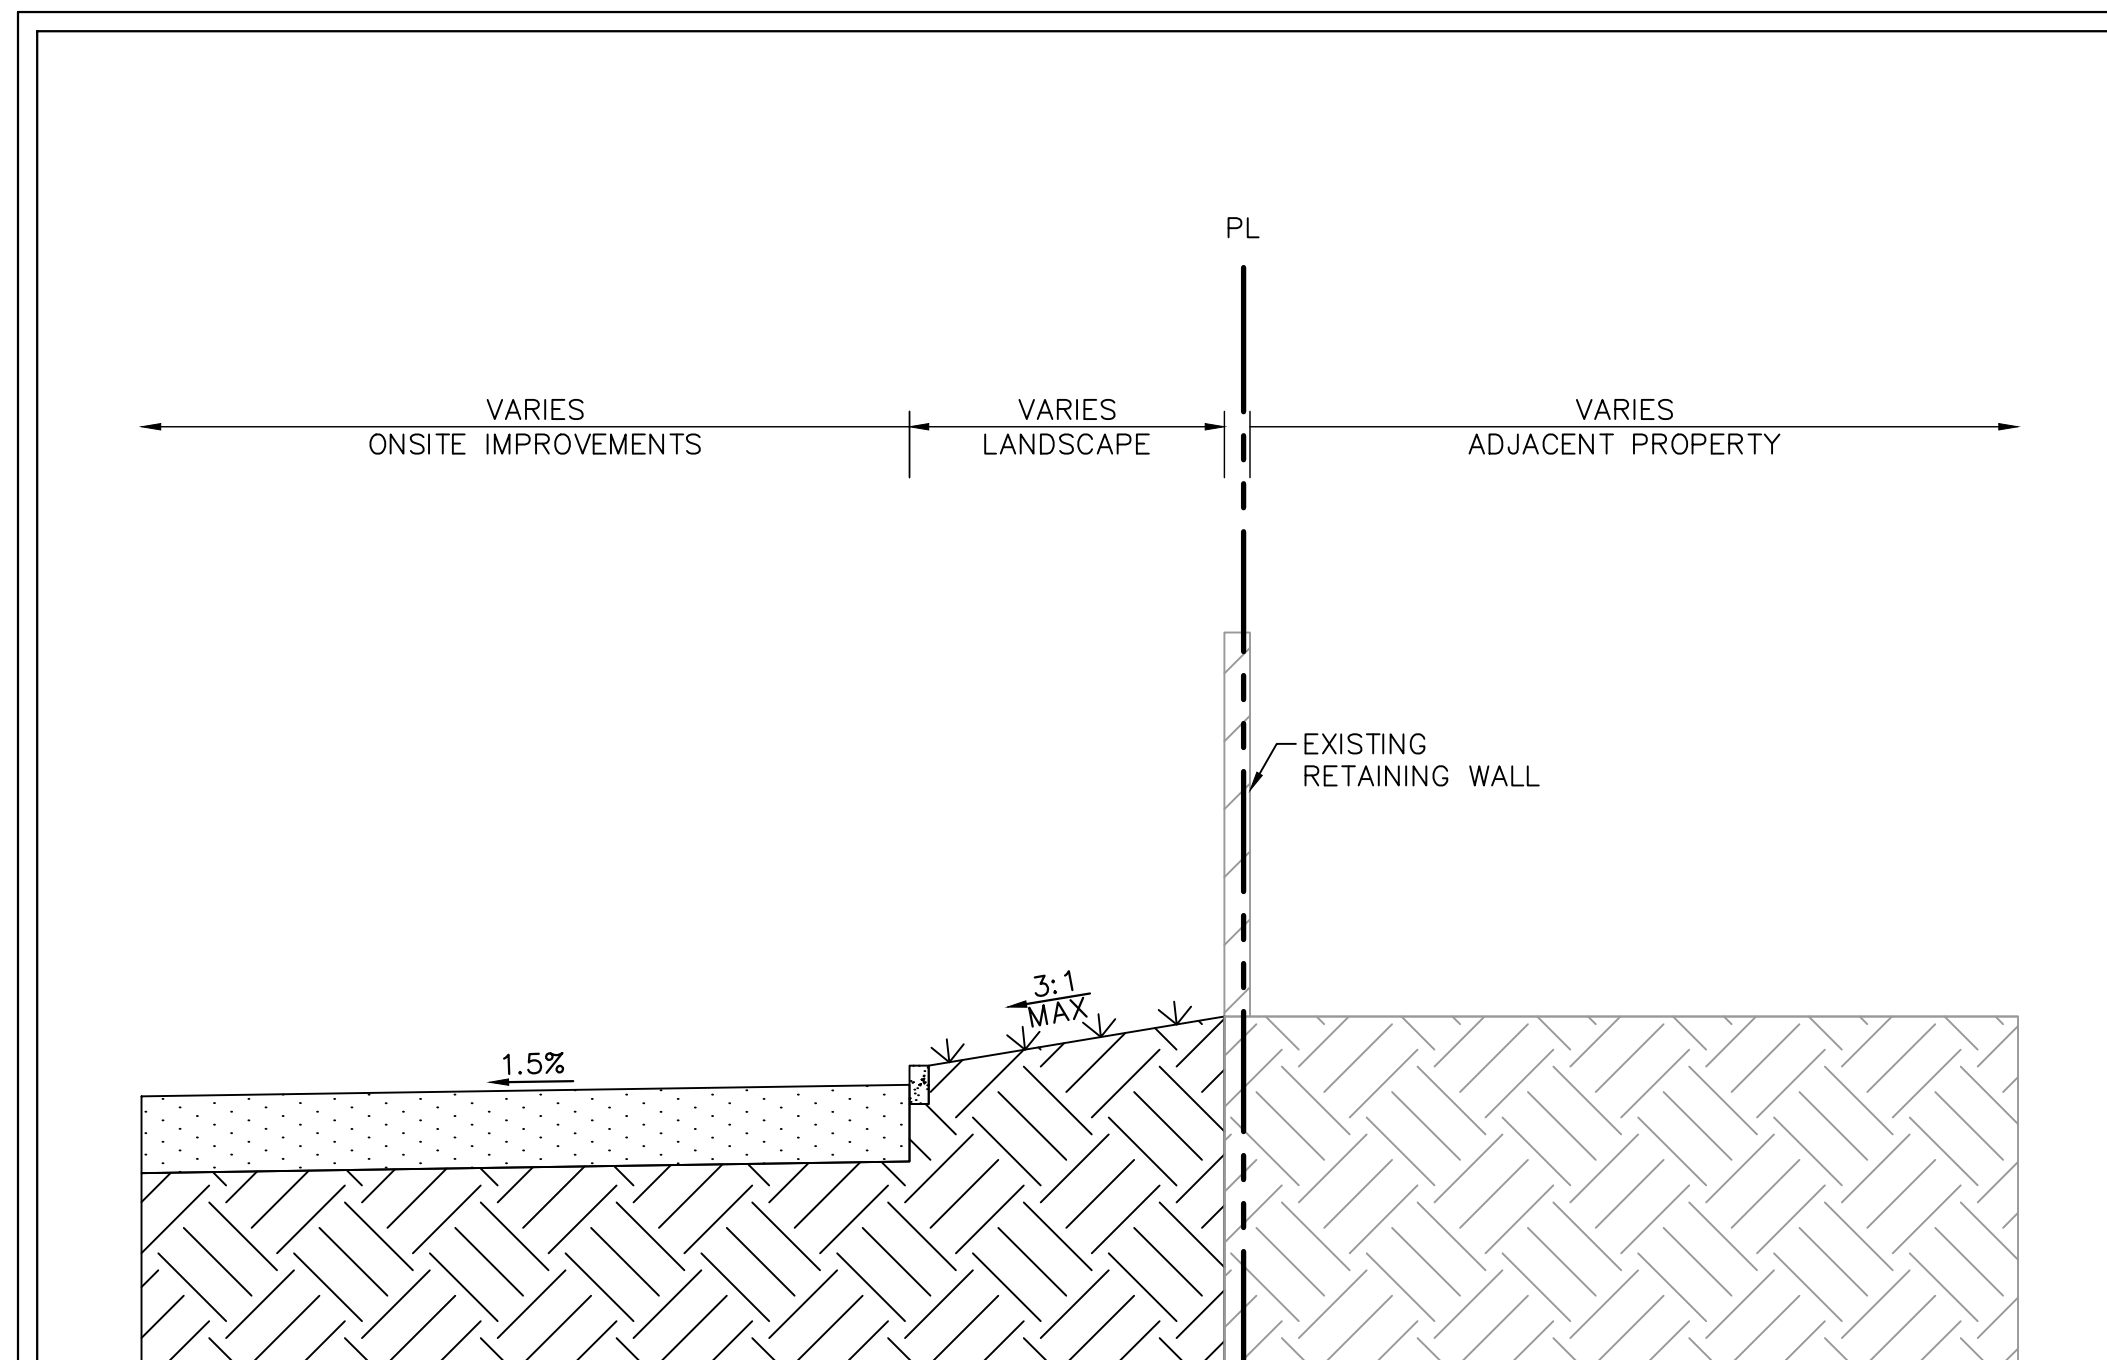 PL
VARIES
ONSITE IMPROVEMENTS
VARIES
LANDSCAPE
VARIES
ADJACENT PROPERTY
EXISTING
RETAINING WALL
3:1
MAX
1.5%